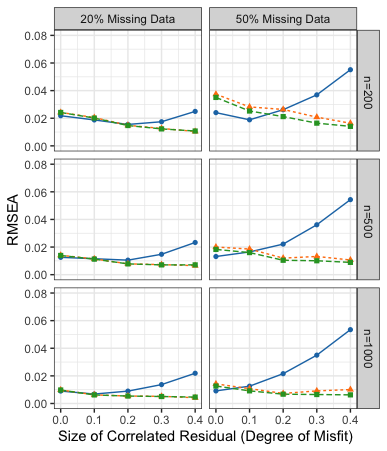 20% Missing Data
50% Missing Data
0.08
0.06
0.04
0.02
0.00
n=200
0.08
0.06
0.04
0.02
0.00
n=500
0.08
0.06
0.04
0.02
0.00
n=1000
RMSEA
0.0 0.1 0.2 0.3 0.4
0.0 0.1 0.2 0.3 0.4
Size of Correlated Residual (Degree of Misfit)